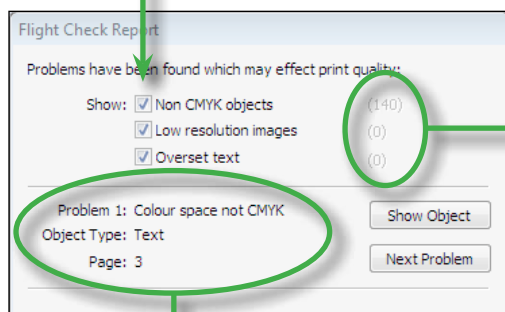 Flight Check Report
Problems have been found which may effect print quality:
Show: Non CMYK objects (140)
Low resolution images (0)
Overset text (0)
Problem 1: Colour space not CMYK
Show Object
Object Type: Text
Page: 3
Next Problem